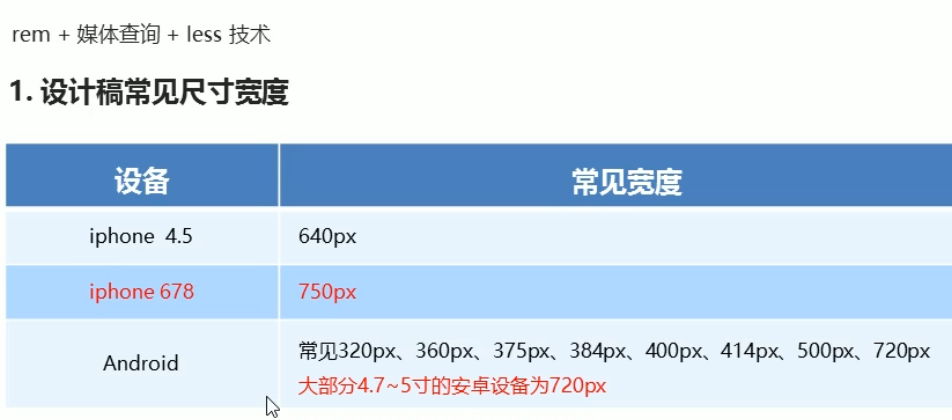 rem + 媒体查询 + less 技术
1. 设计稿常见尺寸宽度
设备 常见宽度
iphone 4.5 640px
iphone 678 750px
Android 常见320px、360px、375px、384px、400px、414px、500px、720px
大部分4.7~5寸的安卓设备为720px